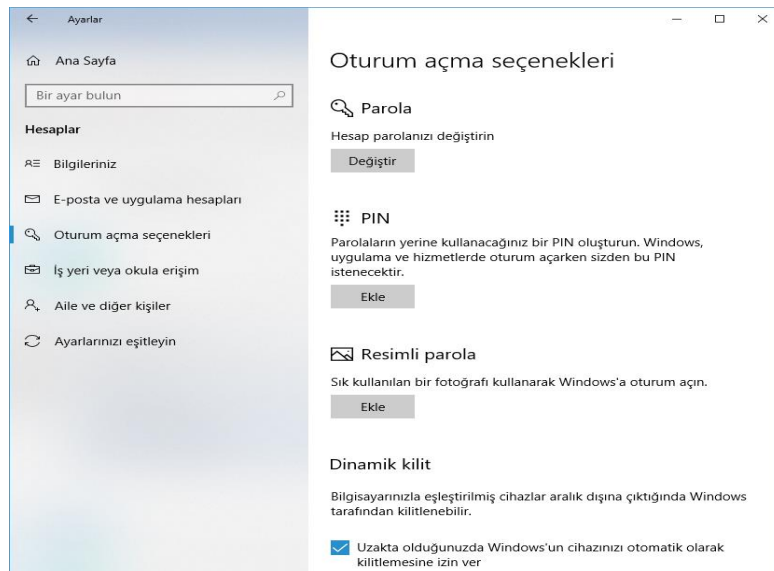 Ayarlar
Ana Sayfa
Bir ayar bulun
Hesaplar
Bilgileriniz
E-posta ve uygulama hesapları
Oturum açma seçenekleri
İş yeri veya okula erişim
Aile ve diğer kişiler
Ayarlarınızı eşitleyin
Oturum açma seçenekleri
Parola
Hesap parolanızı değiştirin
Değiştir
PIN
Parolaların yerine kullanacağınız bir PIN oluşturun. Windows,
uygulama ve hizmetlerde oturum açarken sizden bu PIN
istenecektir.
Ekle
Resimli parola
Sık kullanılan bir fotoğrafı kullanarak Windows'a oturum açın.
Ekle
Dinamik kilit
Bilgisayarınızla eşleştirilmiş cihazlar aralık dışına çıktığında Windows
tarafından kilitlenebilir.
Uzakta olduğunuzda Windows'un cihazınızı otomatik olarak
kilitlemesine izin ver